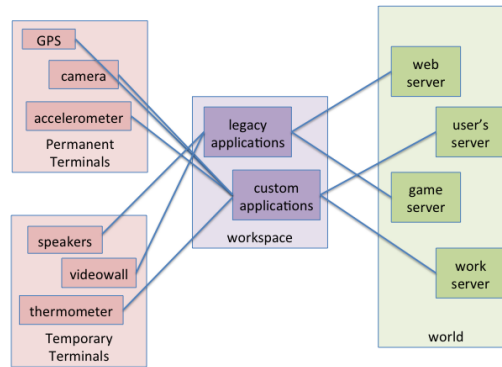 GPS
camera
accelerometer
Permanent
Terminals
speakers
videowall
thermometer
Temporary
Terminals
legacy
applications
custom
applications
workspace
web
server
user's
server
game
server
work
server
world